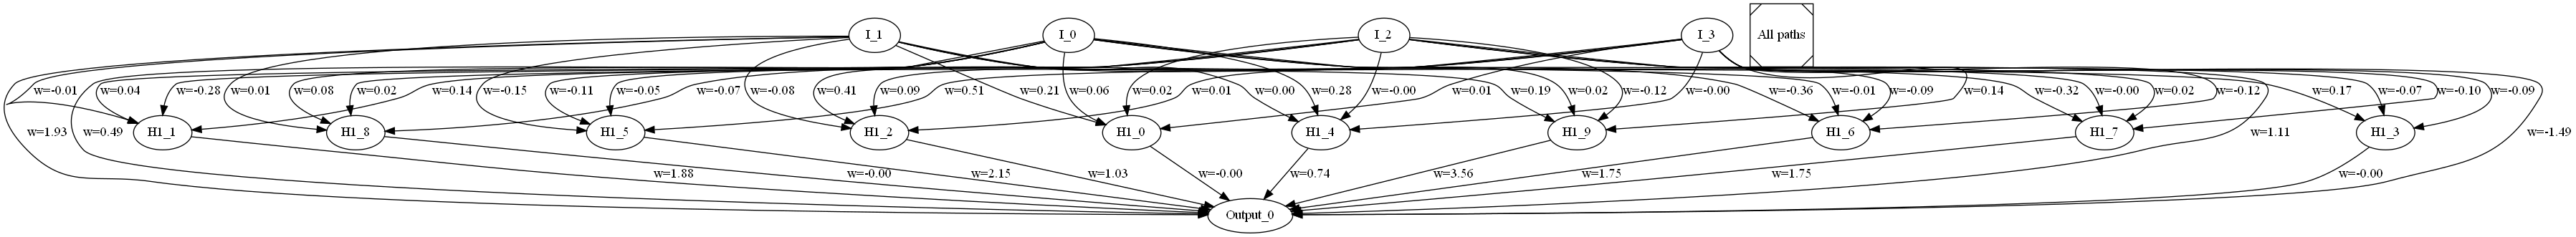 I_1 I_0 I_2 I_3 All paths
w=-0.01 w=0.04 w=-0.28 w=0.14 w=0.01 w=0.08 w=0.02 w=-0.07 w=-0.15 w=-0.11 w=-0.05 w=0.51 w=-0.08 w=0.41 w=0.09 w=0.01 w=0.21 w=0.06 w=0.02 w=0.01 w=0.00 w=0.28 w=-0.00 w=-0.00 w=0.19 w=0.02 w=-0.12 w=0.14 w=-0.36 w=-0.01 w=-0.09 w=-0.12 w=-0.32 w=-0.00 w=0.02 w=-0.10 w=0.17 w=-0.07 w=-0.09
w=1.93 w=0.49 H1_1 H1_8 H1_5 H1_2 H1_0 H1_4 H1_9 H1_6 H1_7 w=1.11 H1_3 w=-1.49
w=1.88 w=-0.00 w=2.15 w=1.03 w=-0.00 w=0.74 w=3.56 w=1.75 w=1.75 w=-0.00
Output_0